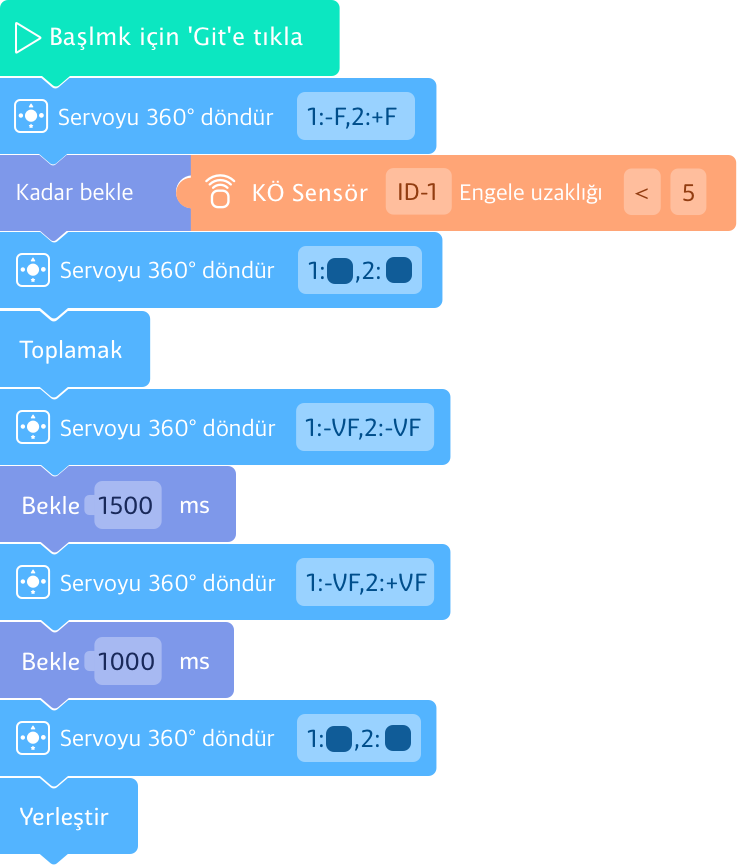 Başlmk için 'Git'e tıkla
Servoyu 360° döndür 1:-F,2:+F
Kadar bekle KÖ Sensör ID-1 Engele uzaklığı < 5
Servoyu 360° döndür 1: ,2:
Toplamak
Servoyu 360° döndür 1:-VF,2:-VF
Bekle 1500 ms
Servoyu 360° döndür 1:-VF,2:+VF
Bekle 1000 ms
Servoyu 360° döndür 1: ,2:
Yerleştir